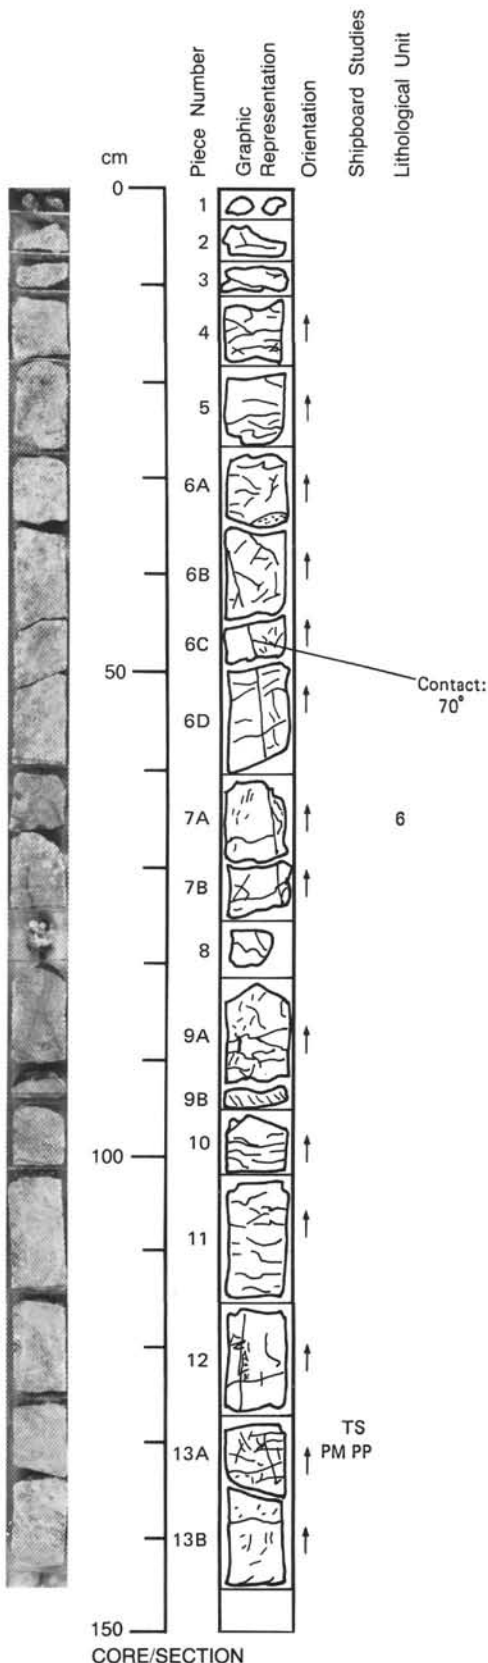 cm
Piece Number
Graphic
Representation
Orientation
Shipboard Studies
Lithological Unit
0
1
2
3
4
5
6A
6B
6C
50
Contact:
70°
6D
7A
6
7B
8
9A
9B
10
100
11
12
TS
13A
PM PP
13B
150
CORE/SECTION